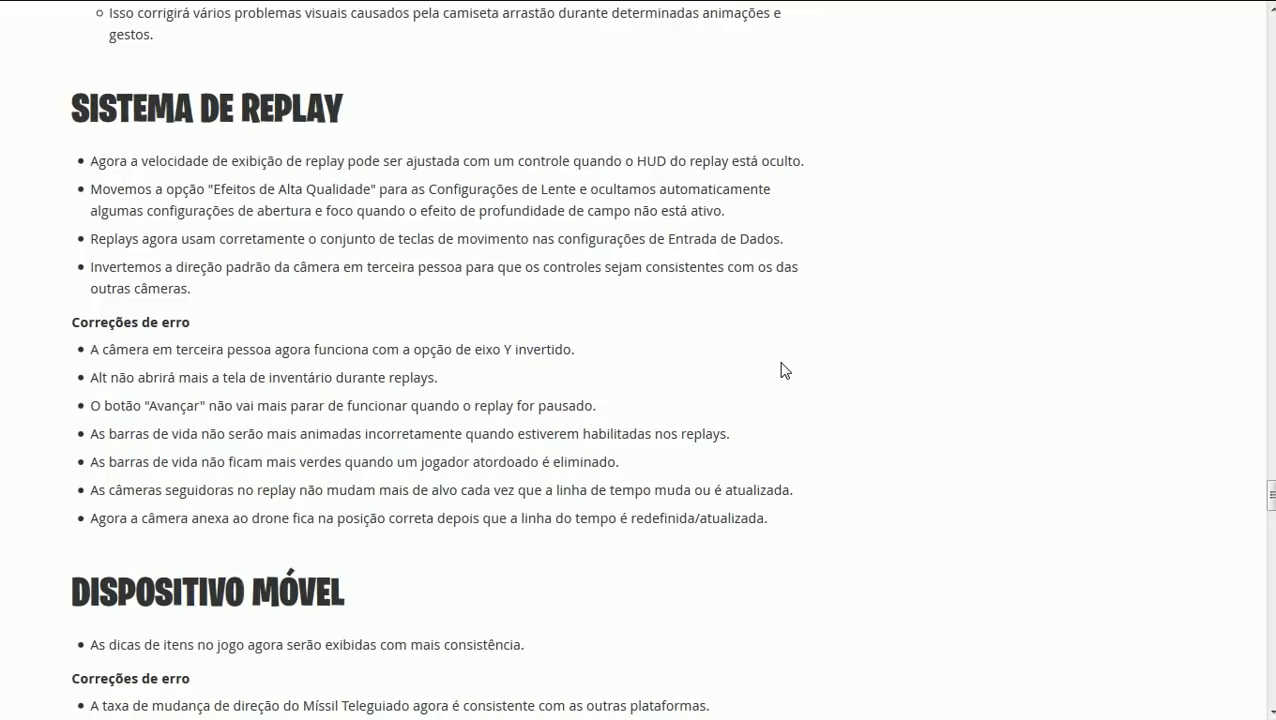 Isso corrigirá vários problemas visuais causados pela camiseta arrastão durante determinadas animações e
gestos.
SISTEMA DE REPLAY
Agora a velocidade de exibição de replay pode ser ajustada com um controle quando o HUD do replay está oculto.
Movemos a opção "Efeitos de Alta Qualidade" para as Configurações de Lente e ocultamos automaticamente
algumas configurações de abertura e foco quando o efeito de profundidade de campo não está ativo.
Replays agora usam corretamente o conjunto de teclas de movimento nas configurações de Entrada de Dados.
Invertemos a direção padrão da câmera em terceira pessoa para que os controles sejam consistentes com os das
outras câmeras.
Correções de erro
A câmera em terceira pessoa agora funciona com a opção de eixo Y invertido.
Alt não abrirá mais a tela de inventário durante replays.
O botão "Avançar" não vai mais parar de funcionar quando o replay for pausado.
As barras de vida não serão mais animadas incorretamente quando estiverem habilitadas nos replays.
As barras de vida não ficam mais verdes quando um jogador atordoado é eliminado.
As câmeras seguidoras no replay não mudam mais de alvo cada vez que a linha de tempo muda ou é atualizada.
Agora a câmera anexa ao drone fica na posição correta depois que a linha do tempo é redefinida/atualizada.
DISPOSITIVO MÓVEL
As dicas de itens no jogo agora serão exibidas com mais consistência.
Correções de erro
A taxa de mudança de direção do Míssil Teleguiado agora é consistente com as outras plataformas.